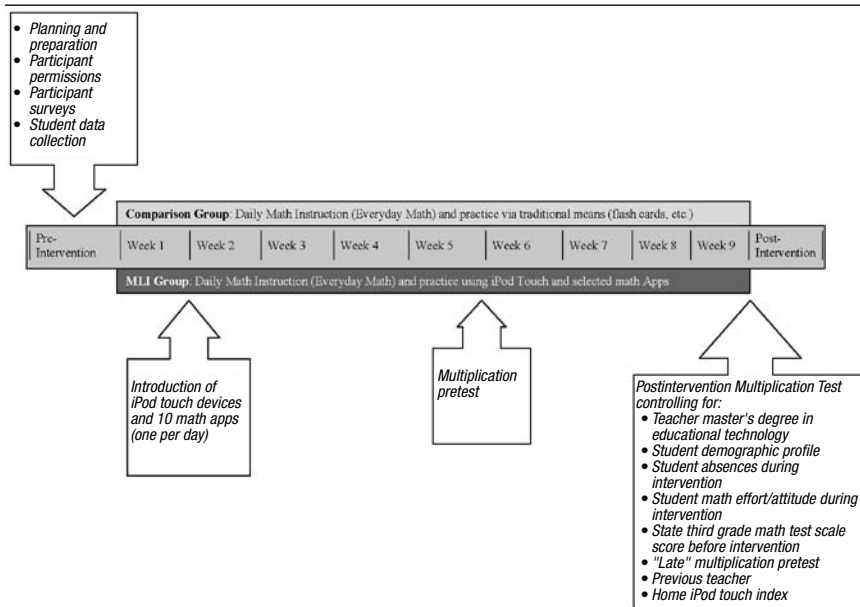 • Planning and
preparation
• Participant
permissions
• Participant
surveys
• Student data
collection
Comparison Group: Daily Math Instruction (Everyday Math) and practice via traditional means (flash cards, etc.)
Pre-
Intervention
Week 1
Week 2
Week 3
Week 4
Week 5
Week 6
Week 7
Week 8
Week 9
Post-
Intervention
MLI Group: Daily Math Instruction (Everyday Math) and practice using iPod Touch and selected math Apps
Introduction of
iPod touch devices
and 10 math apps
(one per day)
Multiplication
pretest
Postintervention Multiplication Test
controlling for:
• Teacher master's degree in
educational technology
• Student demographic profile
• Student absences during
intervention
• Student math effort/attitude during
intervention
• State third grade math test scale
score before intervention
• "Late" multiplication pretest
• Previous teacher
• Home iPod touch index